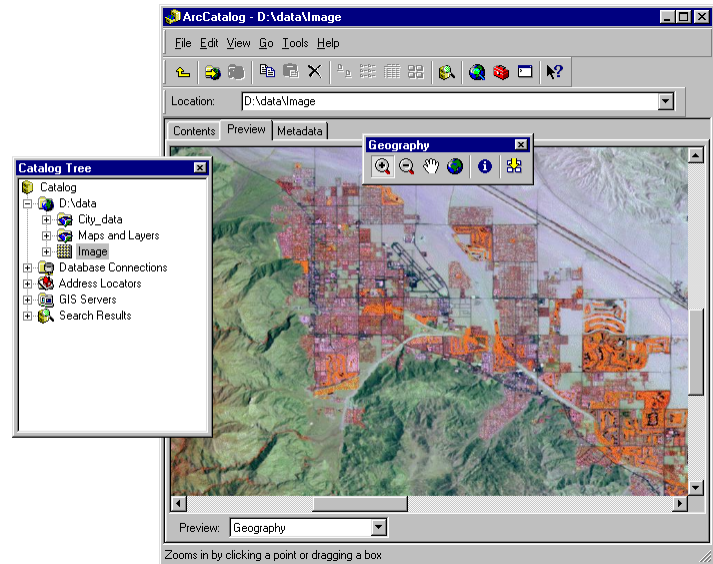 ArcCatalog - D:\data\Image
File Edit View Go Tools Help
Location: D:\data\Image
Contents Preview Metadata
Geography
Catalog Tree
Catalog
D:\data
City_data
Maps and Layers
Image
Database Connections
Address Locators
GIS Servers
Search Results
Preview: Geography
Zooms in by clicking a point or dragging a box